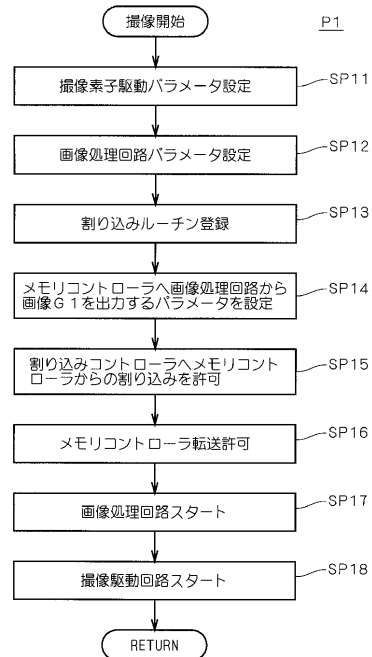 撮像開始
P1
撮像素子駆動パラメータ設定
SP11
画像処理回路パラメータ設定
SP12
割り込みルーチン登録
SP13
メモリコントローラへ画像処理回路から
画像G1を出力するパラメータを設定
SP14
割り込みコントローラへメモリコント
ローラからの割り込みを許可
SP15
メモリコントローラ転送許可
SP16
画像処理回路スタート
SP17
撮像駆動回路スタート
SP18
RETURN